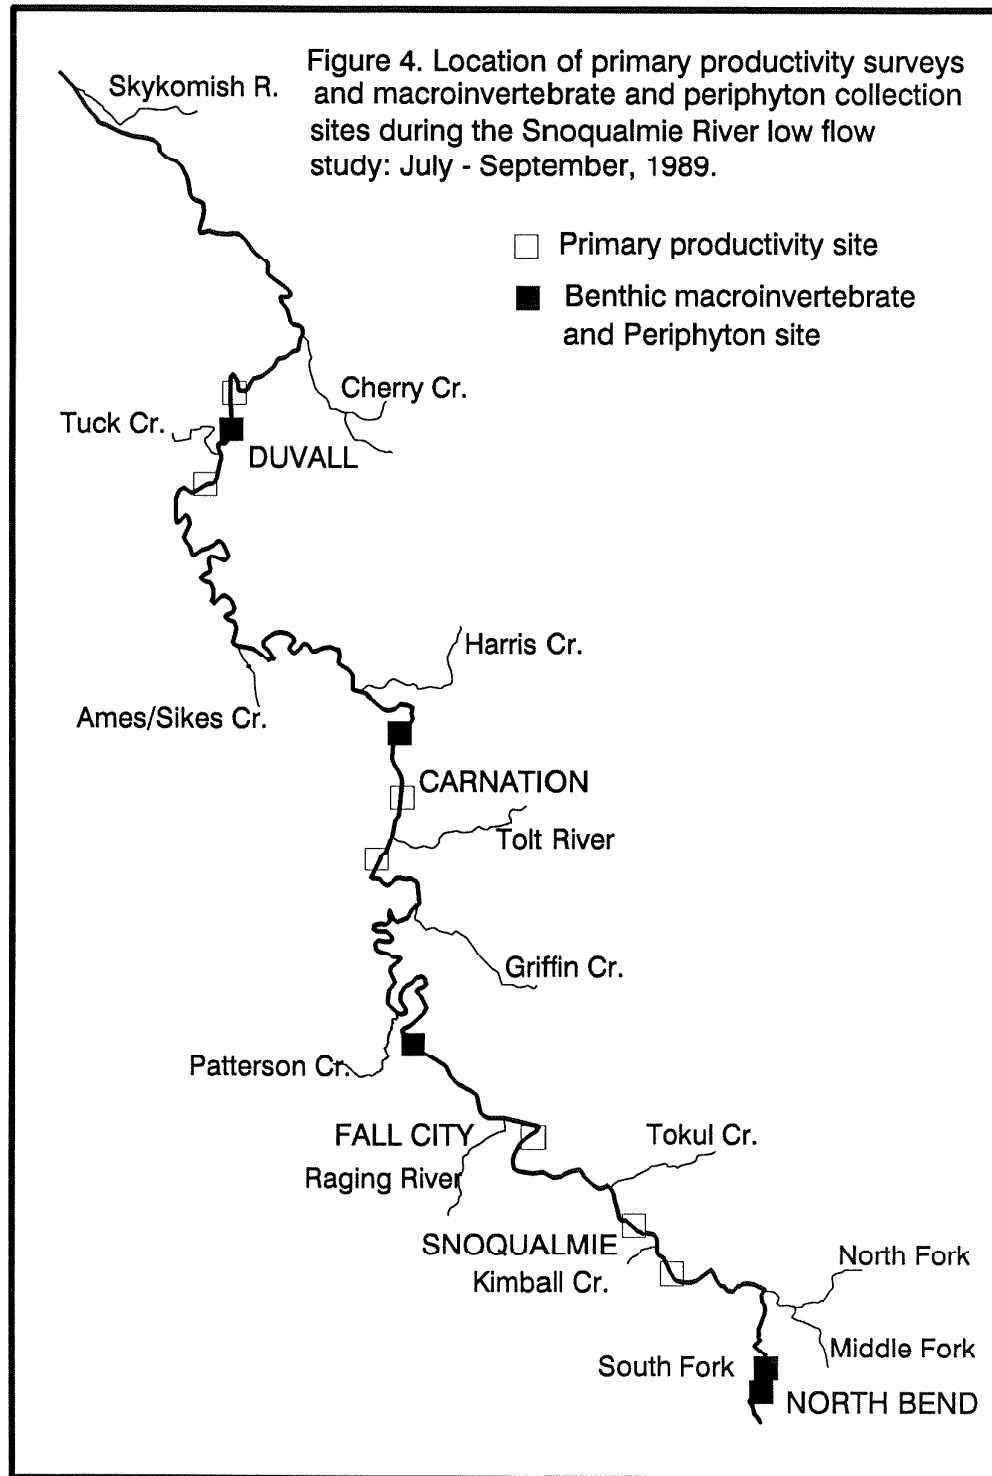 Figure 4. Location of primary productivity surveys
and macroinvertebrate and periphyton collection
sites during the Snoqualmie River low flow
study: July - September, 1989.
Skykomish R.
Primary productivity site
Benthic macroinvertebrate
and Periphyton site
Cherry Cr.
Tuck Cr.
DUVALL
Harris Cr.
Ames/Sikes Cr.
CARNATION
Tolt River
Griffin Cr.
Patterson Cr.
FALL CITY
Tokul Cr.
Raging River
SNOQUALMIE
North Fork
Kimball Cr.
Middle Fork
South Fork
NORTH BEND